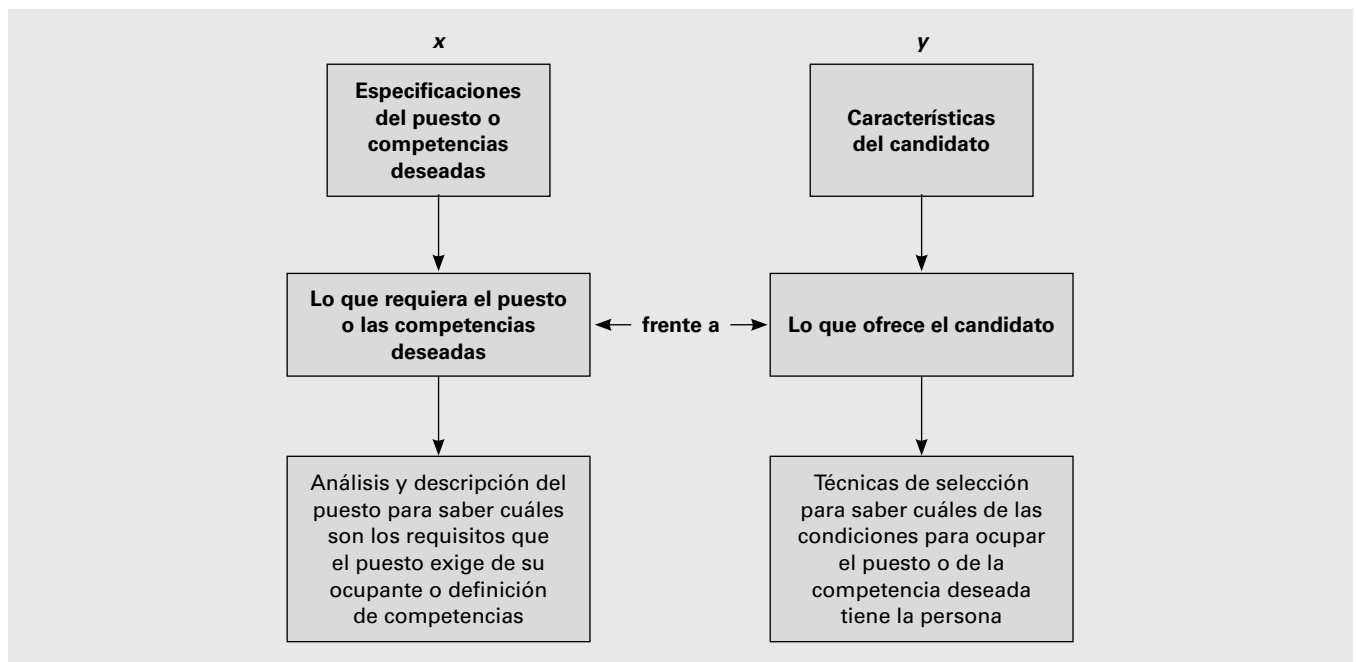 x
Especificaciones
del puesto o
competencias
deseadas
Lo que requiera el puesto
o las competencias
deseadas
Análisis y descripción del
puesto para saber cuáles
son los requisitos que
el puesto exige de su
ocupante o definición
de competencias
frente a
y
Características
del candidato
Lo que ofrece el candidato
Técnicas de selección
para saber cuáles de las
condiciones para ocupar
el puesto o de la
competencia deseada
tiene la persona